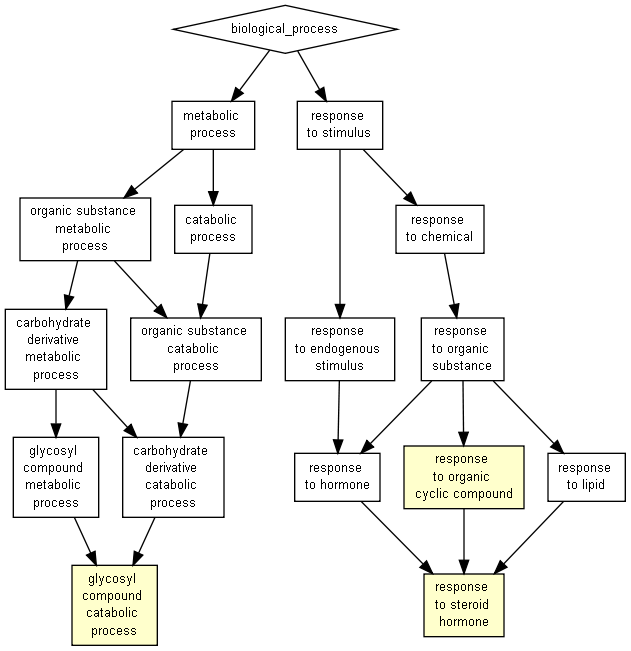 biological_process
metabolic
process
response
to stimulus
organic substance
metabolic
process
catabolic
process
response
to chemical
carbohydrate
derivative
metabolic
process
organic substance
catabolic
process
response
to endogenous
stimulus
response
to organic
substance
glycosyl
compound
metabolic
process
carbohydrate
derivative
catabolic
process
response
to hormone
response
to organic
cyclic compound
response
to lipid
glycosyl
compound
catabolic
process
response
to steroid
hormone